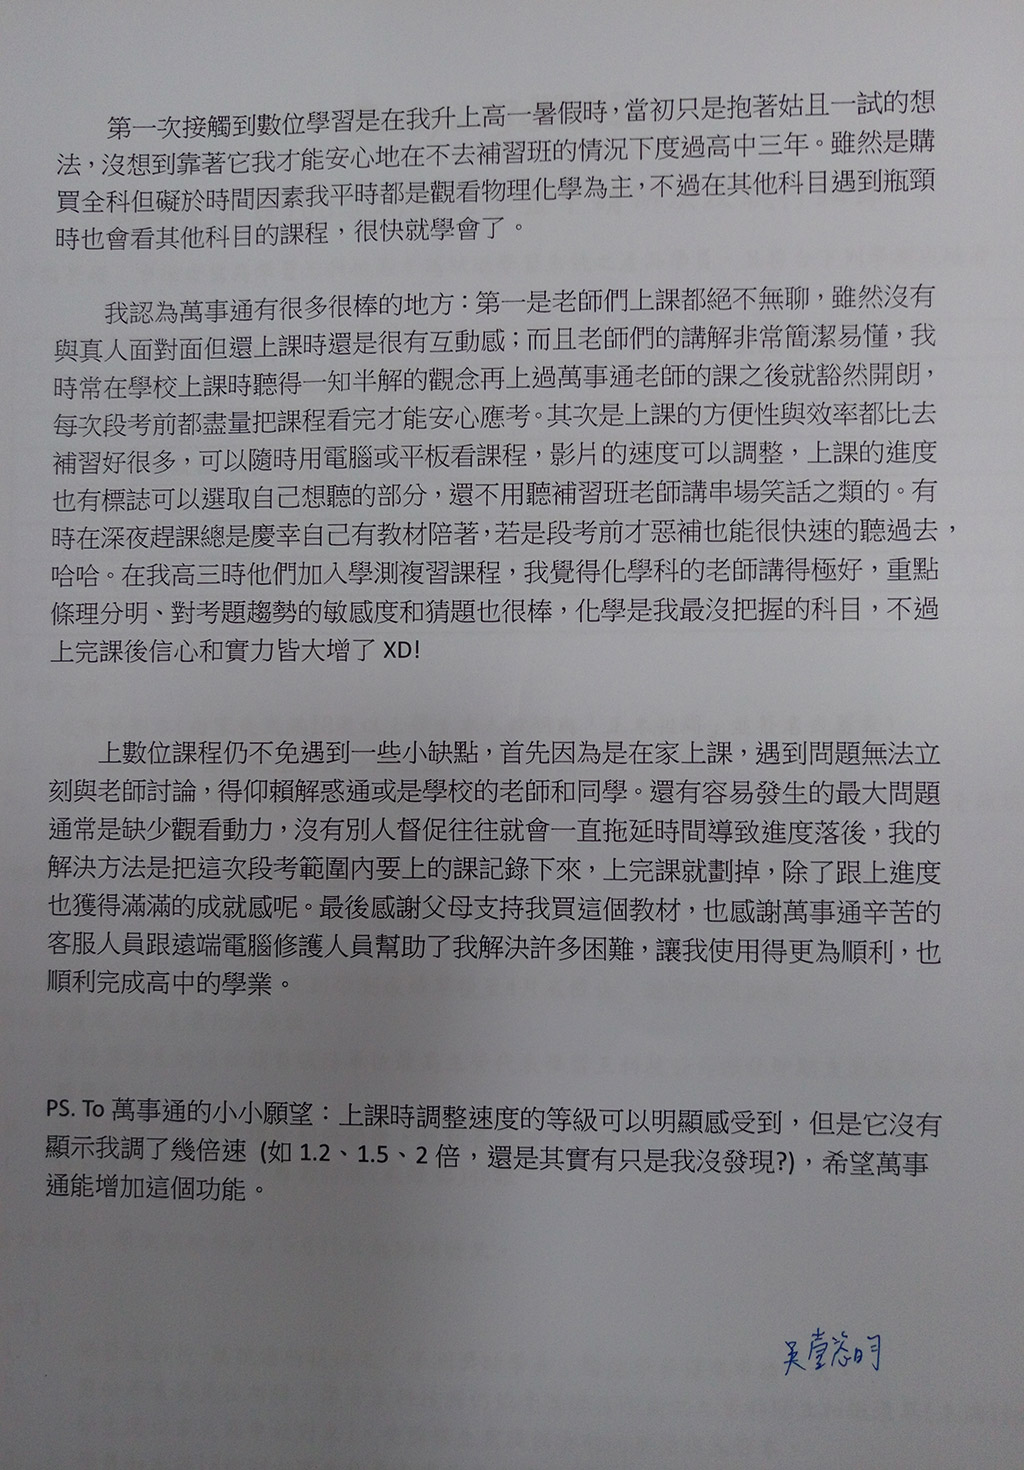 第一次接觸到數位學習是在我升上高一暑假時，當初只是抱著姑且一試的想
法，沒想到靠著它我才能安心地在不去補習班的情況下度過高中三年。雖然是購
買全科但礙於時間因素我平時都是觀看物理化學為主，不過在其他科目遇到瓶頸
時也會看其他科目的課程，很快就學會了。
我認為萬事通有很多很棒的地方：第一是老師們上課都絕不無聊，雖然沒有
與真人面對面但還上課時還是很有互動感；而且老師們的講解非常簡潔易懂，我
時常在學校上課時聽得一知半解的觀念再上過萬事通老師的課之後就豁然開朗，
每次段考前都盡量把課程看完才能安心應考。其次是上課的方便性與效率都比去
補習好很多，可以隨時用電腦或平板看課程，影片的速度可以調整，上課的進度
也有標誌可以選取自己想聽的部分，還不用聽補習班老師講串場笑話之類的。有
時在深夜趕課總是慶幸自己有教材陪著，若是段考前才惡補也能很快速的聽過去，
哈哈。在我高三時他們加入學測複習課程，我覺得化學科的老師講得極好，重點
條理分明、對考題趨勢的敏感度和猜題也很棒，化學是我最沒把握的科目，不過
上完課後信心和實力皆大增了 XD!
上數位課程仍不免遇到一些小缺點，首先因為是在家上課，遇到問題無法立
刻與老師討論，得仰賴解惑通或是學校的老師和同學。還有容易發生的最大問題
通常是缺少觀看動力，沒有別人督促往往就會一直拖延時間導致進度落後，我的
解決方法是把這次段考範圍內要上的課記錄下來，上完課就劃掉，除了跟上進度
也獲得滿滿的成就感呢。最後感謝父母支持我買這個教材，也感謝萬事通辛苦的
客服人員跟遠端電腦修護人員幫助了我解決許多困難，讓我使用得更為順利，也
順利完成高中的學業。
PS. To 萬事通的小小願望：上課時調整速度的等級可以明顯感受到，但是它沒有
顯示我調了幾倍速 (如 1.2、1.5、2 倍，還是其實有只是我沒發現?)，希望萬事
通能增加這個功能。
吳